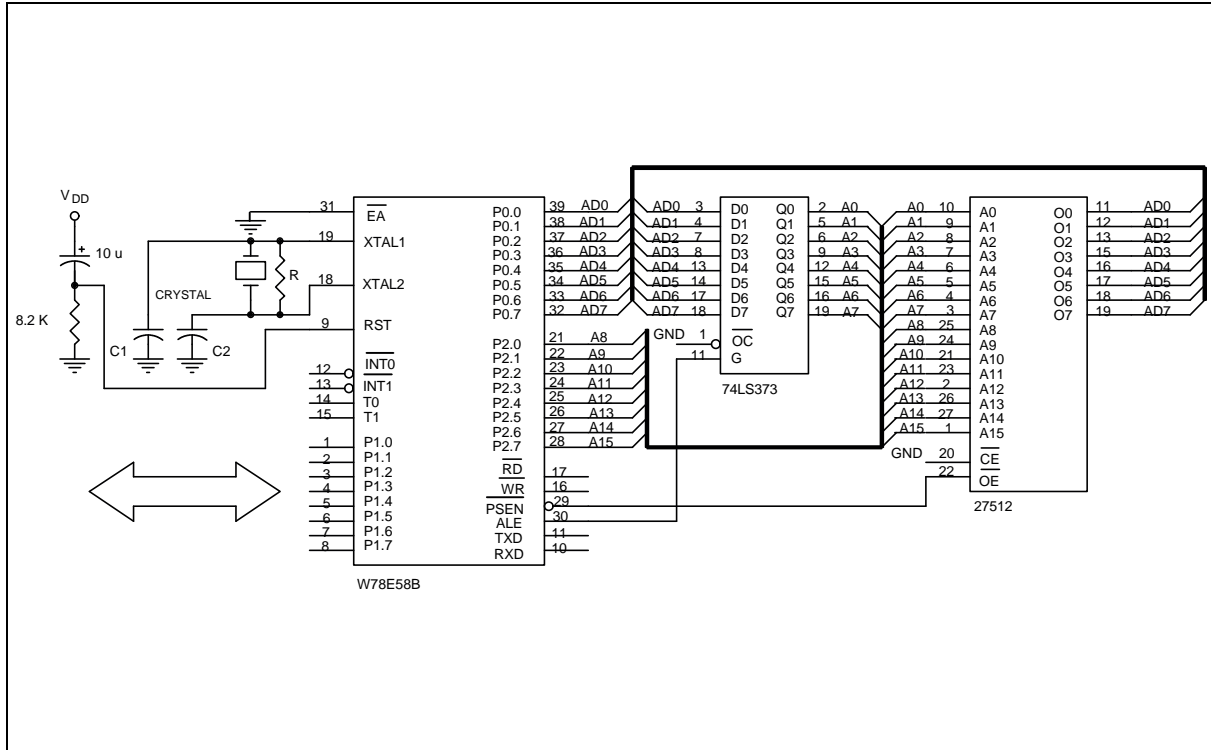 V DD
10 u
8.2 K
CRYSTAL
C1
C2
R
31 EA
19 XTAL1
18 XTAL2
9 RST
12 INT0
13 INT1
14 T0
15 T1
1 P1.0
2 P1.1
3 P1.2
4 P1.3
5 P1.4
6 P1.5
7 P1.6
8 P1.7
P0.0 39 AD0
P0.1 38 AD1
P0.2 37 AD2
P0.3 36 AD3
P0.4 35 AD4
P0.5 34 AD5
P0.6 33 AD6
P0.7 32 AD7
P2.0 21 A8
P2.1 22 A9
P2.2 23 A10
P2.3 24 A11
P2.4 25 A12
P2.5 26 A13
P2.6 27 A14
P2.7 28 A15
RD 17
WR 16
PSEN 29
ALE 30
TXD 11
RXD 10
W78E58B
AD0 3 D0 Q0 2 A0
AD1 4 D1 Q1 5 A1
AD2 7 D2 Q2 6 A2
AD3 8 D3 Q3 9 A3
AD4 13 D4 Q4 12 A4
AD5 14 D5 Q5 15 A5
AD6 17 D6 Q6 16 A6
AD7 18 D7 Q7 19 A7
GND 1 OC
11 G
74LS373
A0 10 A0
A1 9 A1
A2 8 A2
A3 7 A3
A4 6 A4
A5 5 A5
A6 4 A6
A7 3 A7
A8 25 A8
A9 24 A9
A10 21 A10
A11 23 A11
A12 2 A12
A13 26 A13
A14 27 A14
A15 1 A15
GND 20 CE
22 OE
O0 11 AD0
O1 12 AD1
O2 13 AD2
O3 15 AD3
O4 16 AD4
O5 17 AD5
O6 18 AD6
O7 19 AD7
27512